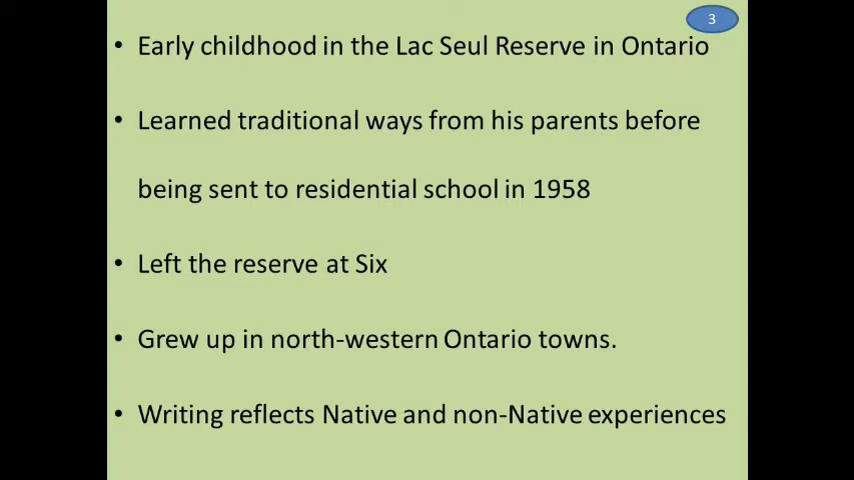 3
• Early childhood in the Lac Seul Reserve in Ontario
• Learned traditional ways from his parents before
being sent to residential school in 1958
• Left the reserve at Six
• Grew up in north-western Ontario towns.
• Writing reflects Native and non-Native experiences